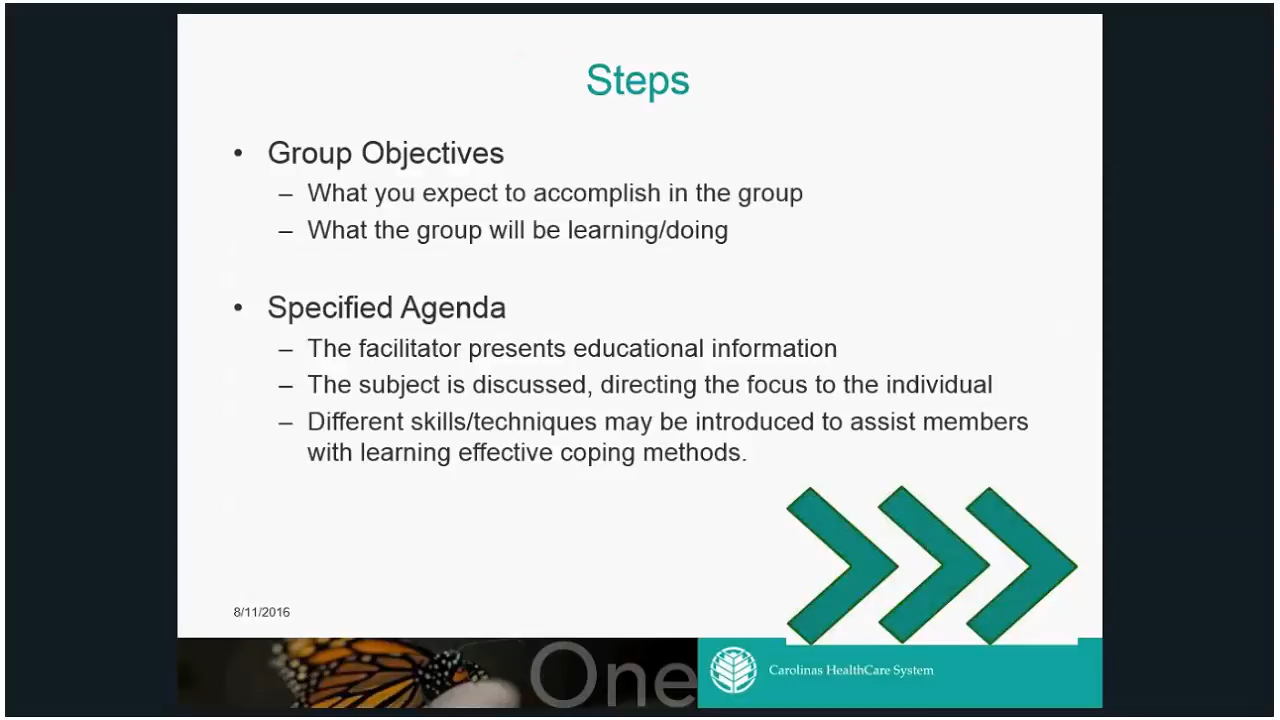 Steps
• Group Objectives
– What you expect to accomplish in the group
– What the group will be learning/doing
• Specified Agenda
– The facilitator presents educational information
– The subject is discussed, directing the focus to the individual
– Different skills/techniques may be introduced to assist members
with learning effective coping methods.
8/11/2016
One
Carolinas HealthCare System